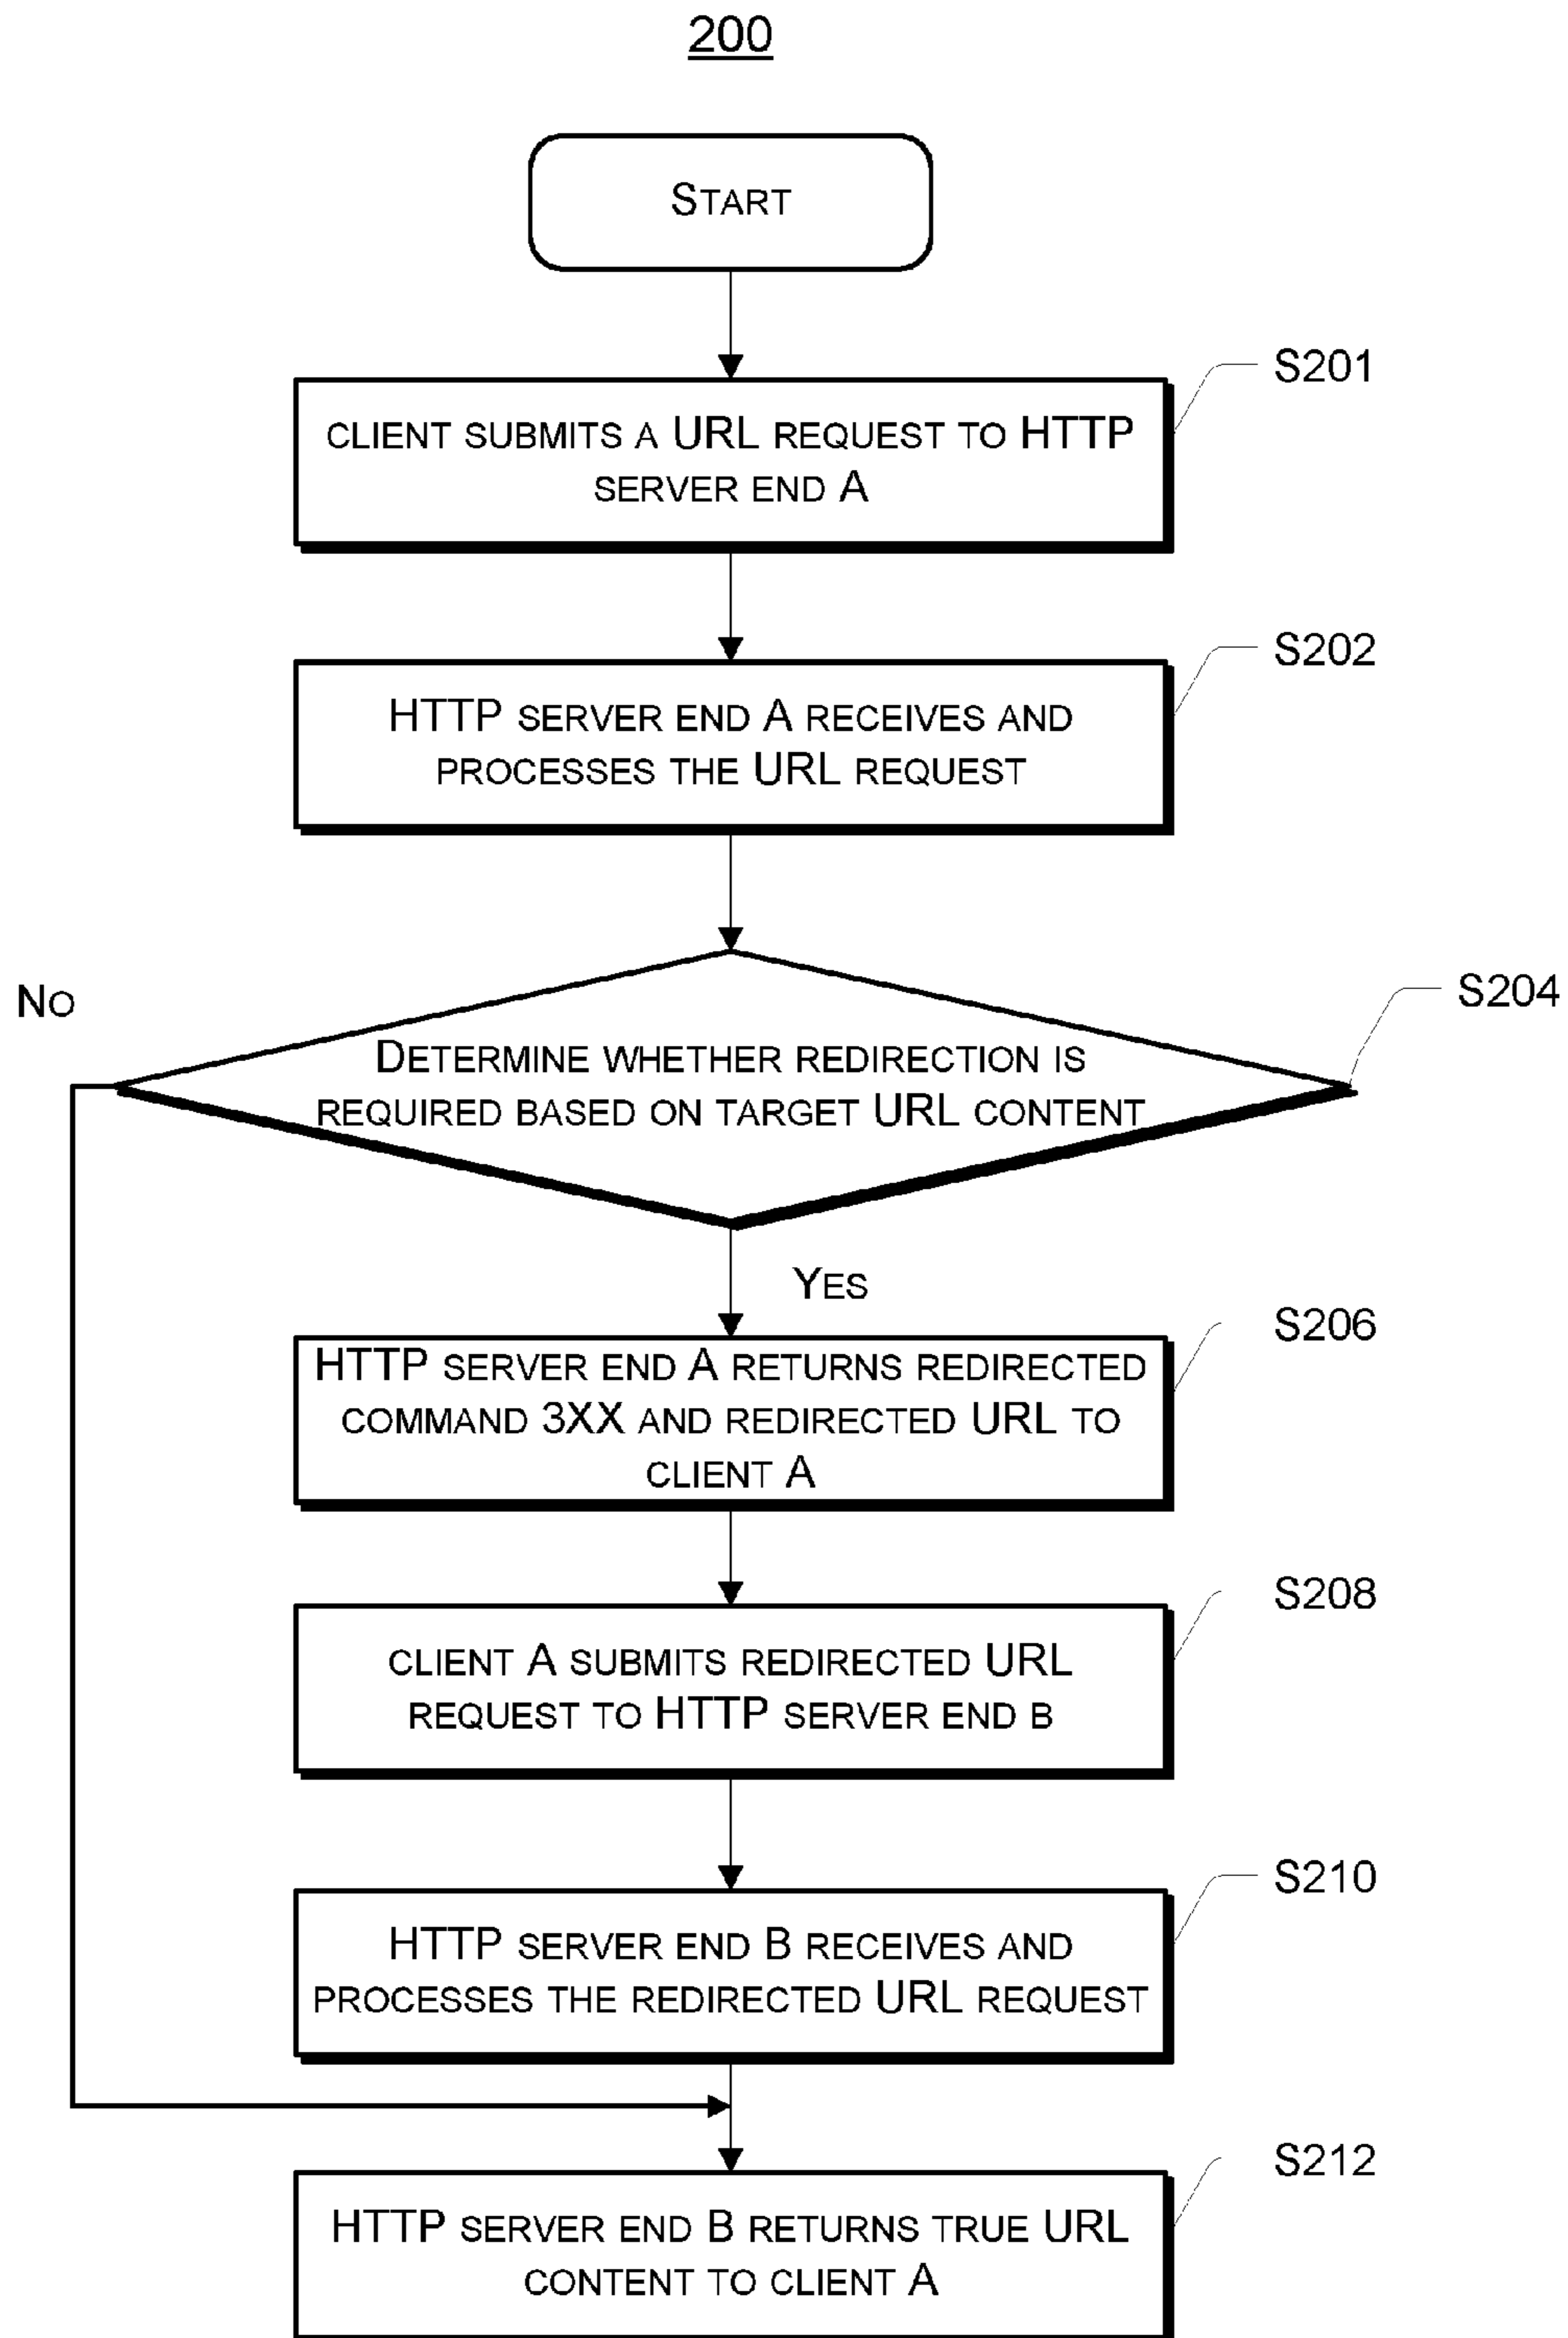 200
START
S201
CLIENT SUBMITS A URL REQUEST TO HTTP
SERVER END A
S202
HTTP SERVER END A RECEIVES AND
PROCESSES THE URL REQUEST
NO
S204
DETERMINE WHETHER REDIRECTION IS
REQUIRED BASED ON TARGET URL CONTENT
YES
S206
HTTP SERVER END A RETURNS REDIRECTED
COMMAND 3XX AND REDIRECTED URL TO
CLIENT A
S208
CLIENT A SUBMITS REDIRECTED URL
REQUEST TO HTTP SERVER END B
S210
HTTP SERVER END B RECEIVES AND
PROCESSES THE REDIRECTED URL REQUEST
S212
HTTP SERVER END B RETURNS TRUE URL
CONTENT TO CLIENT A